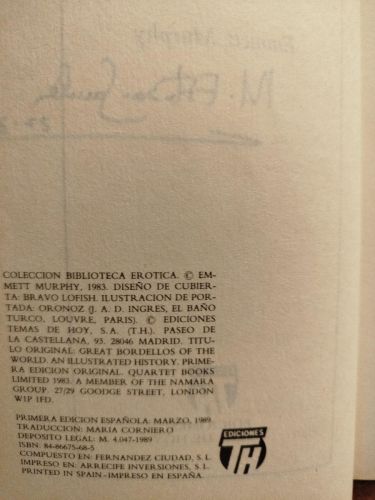 Emmett Murphy
COLECCION BIBLIOTECA EROTICA. © EM-
METT MURPHY, 1983. DISEÑO DE CUBIER-
TA: BRAVO LOFISH. ILUSTRACION DE POR-
TADA: ORONOZ (J. A. D. INGRES, EL BAÑO
TURCO, LOUVRE, PARIS). © EDICIONES
TEMAS DE HOY, S.A. (T.H.). PASEO DE
LA CASTELLANA, 93. 28046 MADRID. TITU-
LO ORIGINAL: GREAT BORDELLOS OF THE
WORLD. AN ILLUSTRATED HISTORY. PRIME-
RA EDICION ORIGINAL. QUARTET BOOKS
LIMITED 1983. A MEMBER OF THE NAMARA
GROUP. 27/29 GOODGE STREET, LONDON
W1P 1FD.
PRIMERA EDICION ESPAÑOLA: MARZO, 1989.
TRADUCCION: MARIA CORNIERO
DEPOSITO LEGAL: M. 4.047-1989
ISBN: 84-86675-68-5
COMPUESTO EN: FERNANDEZ CIUDAD, S.L.
IMPRESO EN: ARRECIFE INVERSIONES, S.L.
PRINTED IN SPAIN - IMPRESO EN ESPAÑA.
EDICIONES
TH